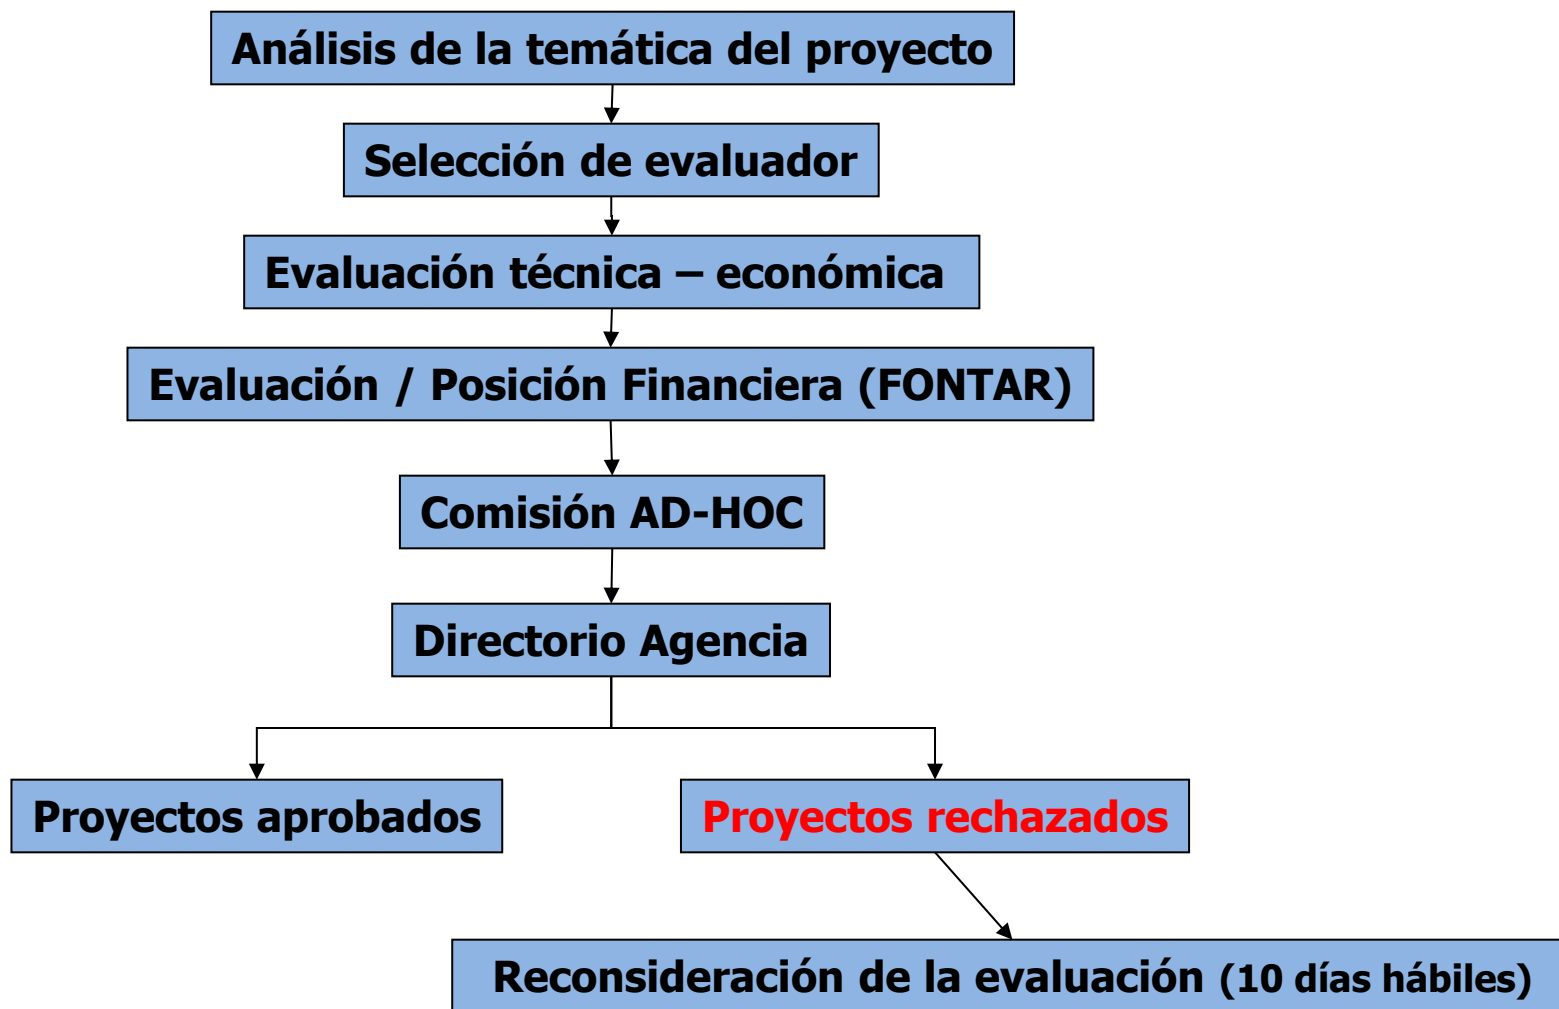 Análisis de la temática del proyecto
Selección de evaluador
Evaluación técnica – económica
Evaluación / Posición Financiera (FONTAR)
Comisión AD-HOC
Directorio Agencia
Proyectos aprobados
Proyectos rechazados
Reconsideración de la evaluación (10 días hábiles)